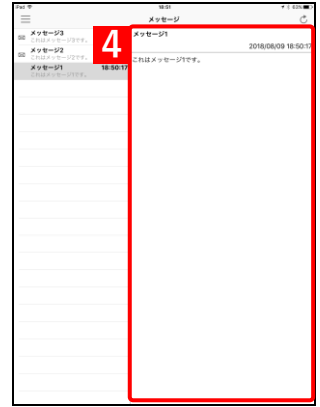 iPad 18:51 83%
メッセージ
メッセージ3
これはメッセージ3です。
メッセージ2
これはメッセージ2です。
メッセージ1 18:50:17
これはメッセージ1です。
4
メッセージ1
2018/08/09 18:50:17
これはメッセージ1です。